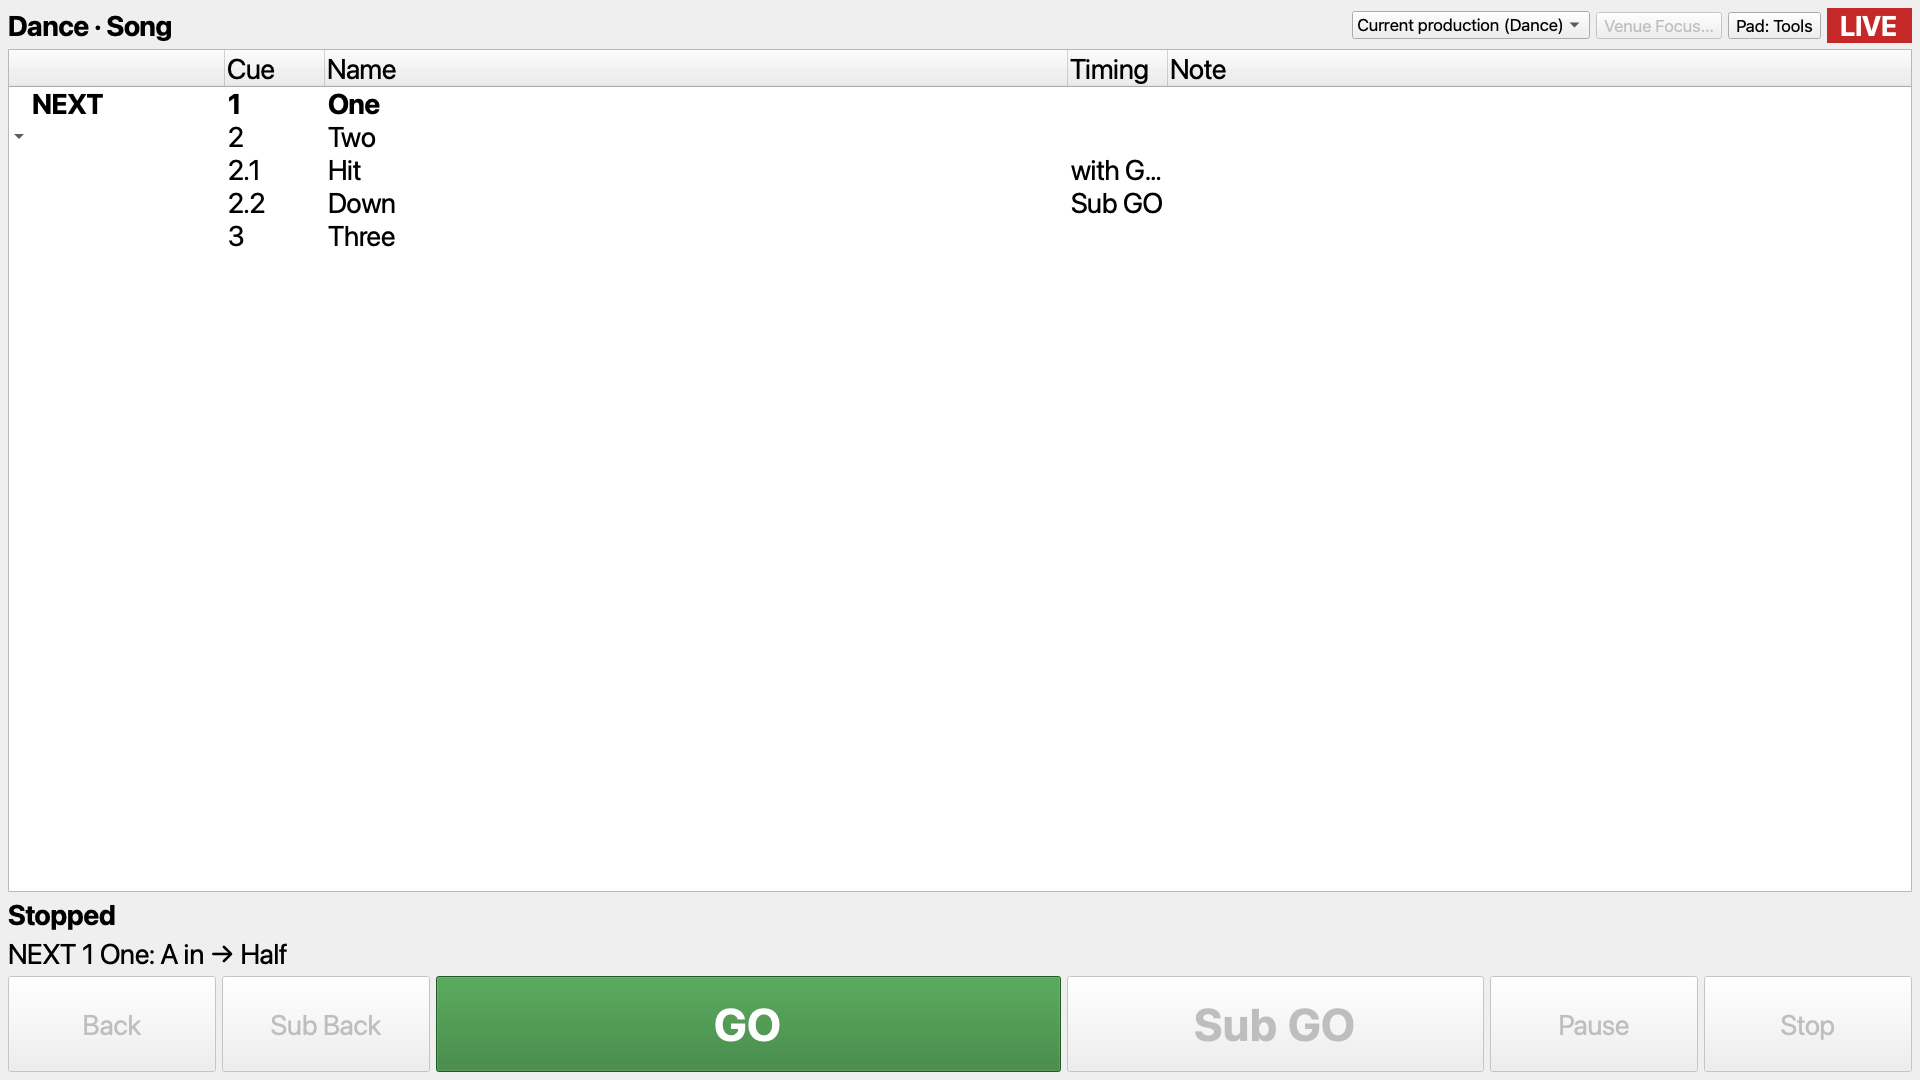 Dance · Song
Current production (Dance)
Venue Focus...
Pad: Tools
LIVE
Cue Name Timing Note
NEXT 1 One
2 Two
2.1 Hit with G...
2.2 Down Sub GO
3 Three
Stopped
NEXT 1 One: A in → Half
Back
Sub Back
GO
Sub GO
Pause
Stop